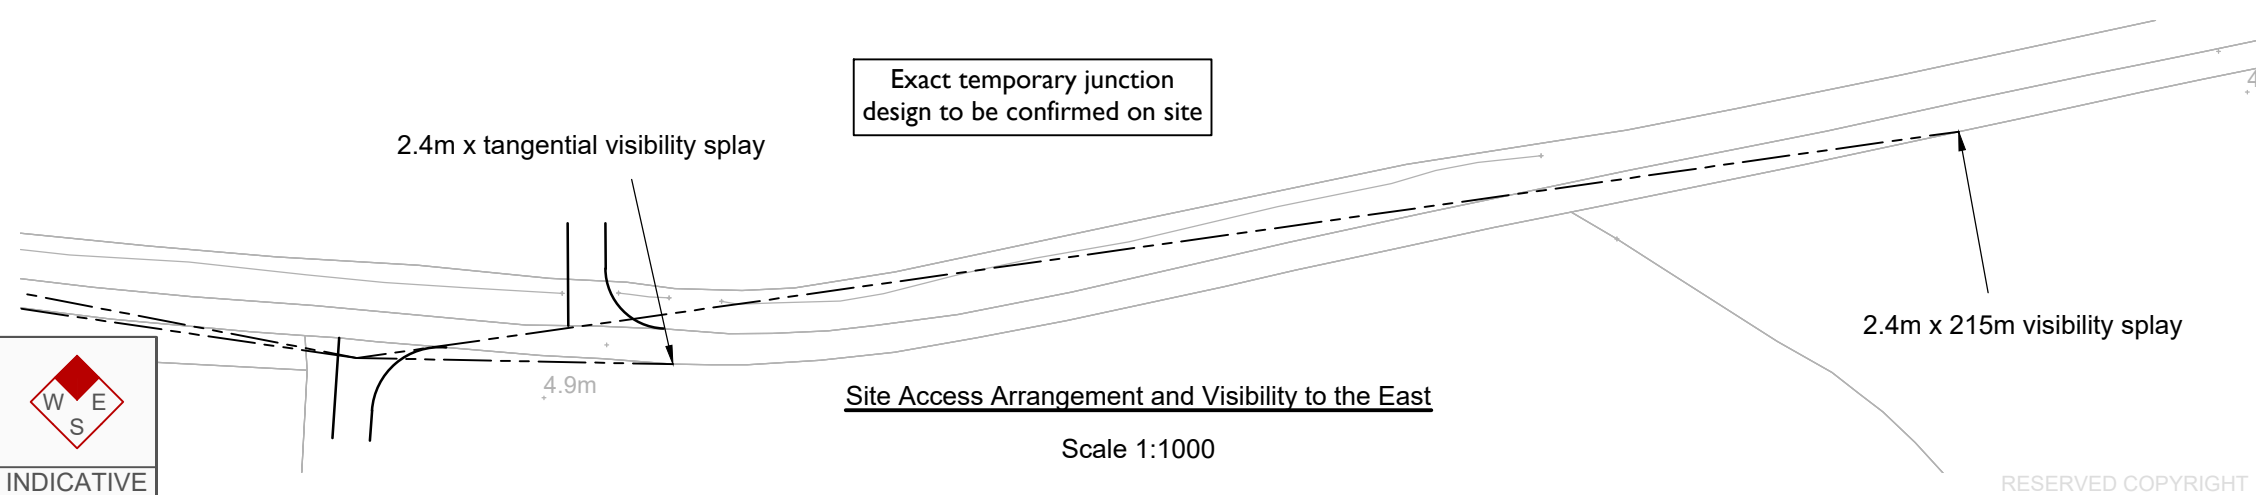 Exact temporary junction
design to be confirmed on site
2.4m x tangential visibility splay
4
2.4m x 215m visibility splay
4.9m
Site Access Arrangement and Visibility to the East
Scale 1:1000
W E
S
INDICATIVE
RESERVED COPYRIGHT